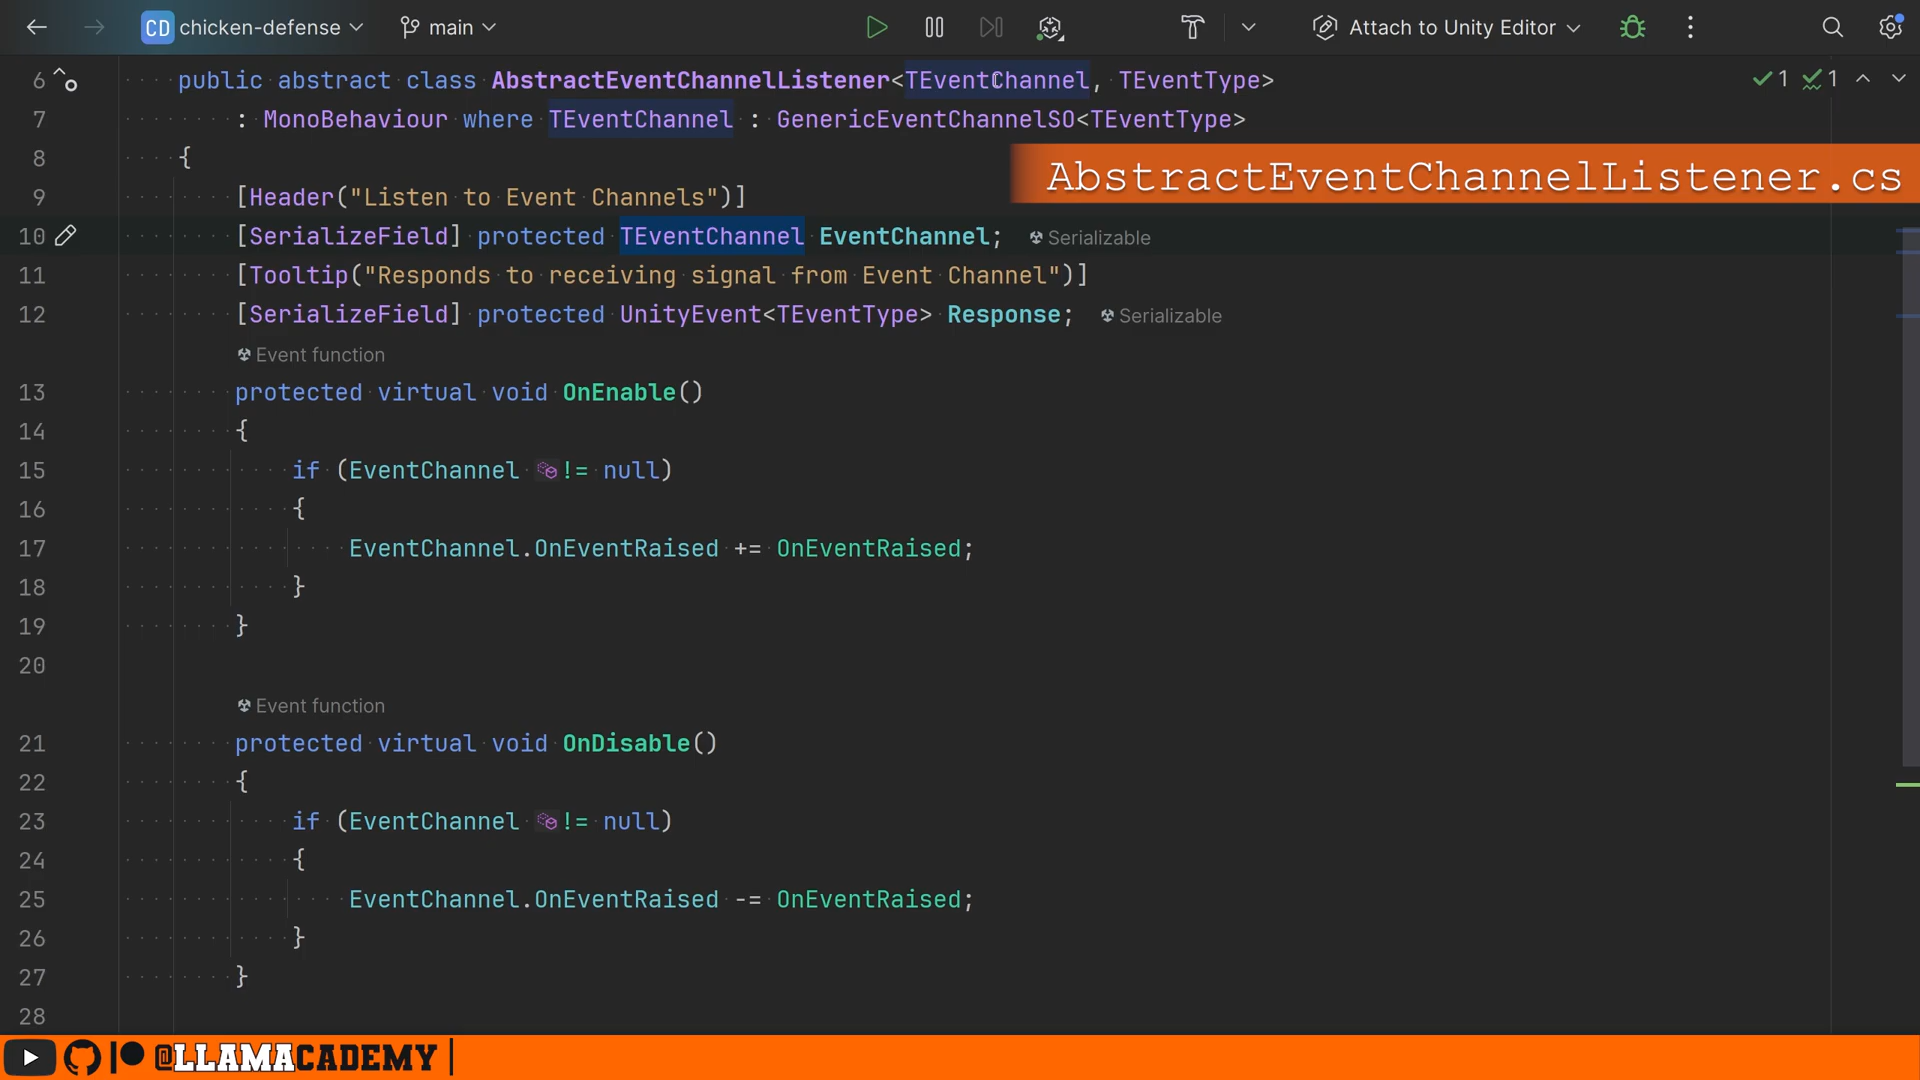 CD chicken-defense main Attach to Unity Editor
6 public abstract class AbstractEventChannelListener<TEventChannel, TEventType> 1 1
7 : MonoBehaviour where TEventChannel : GenericEventChannelSO<TEventType>
8 {
AbstractEventChannelListener.cs
9 [Header("Listen to Event Channels")]
10 [SerializeField] protected TEventChannel EventChannel; Serializable
11 [Tooltip("Responds to receiving signal from Event Channel")]
12 [SerializeField] protected UnityEvent<TEventType> Response; Serializable
Event function
13 protected virtual void OnEnable()
14 {
15 if (EventChannel != null)
16 {
17 EventChannel.OnEventRaised += OnEventRaised;
18 }
19 }
20
Event function
21 protected virtual void OnDisable()
22 {
23 if (EventChannel != null)
24 {
25 EventChannel.OnEventRaised -= OnEventRaised;
26 }
27 }
28
@LLAMACADEMY